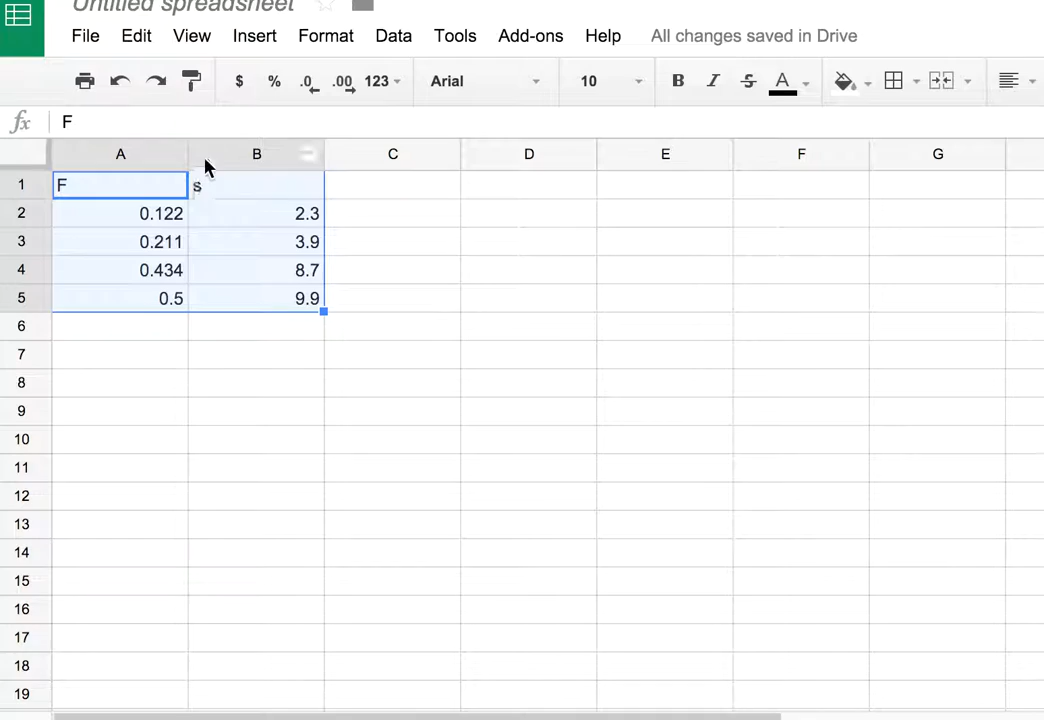 Untitled spreadsheet
File Edit View Insert Format Data Tools Add-ons Help All changes saved in Drive
$ % .0 .00 123 Arial 10 B I S A
fx F
A B C D E F G
1 F s
2 0.122 2.3
3 0.211 3.9
4 0.434 8.7
5 0.5 9.9
6
7
8
9
10
11
12
13
14
15
16
17
18
19